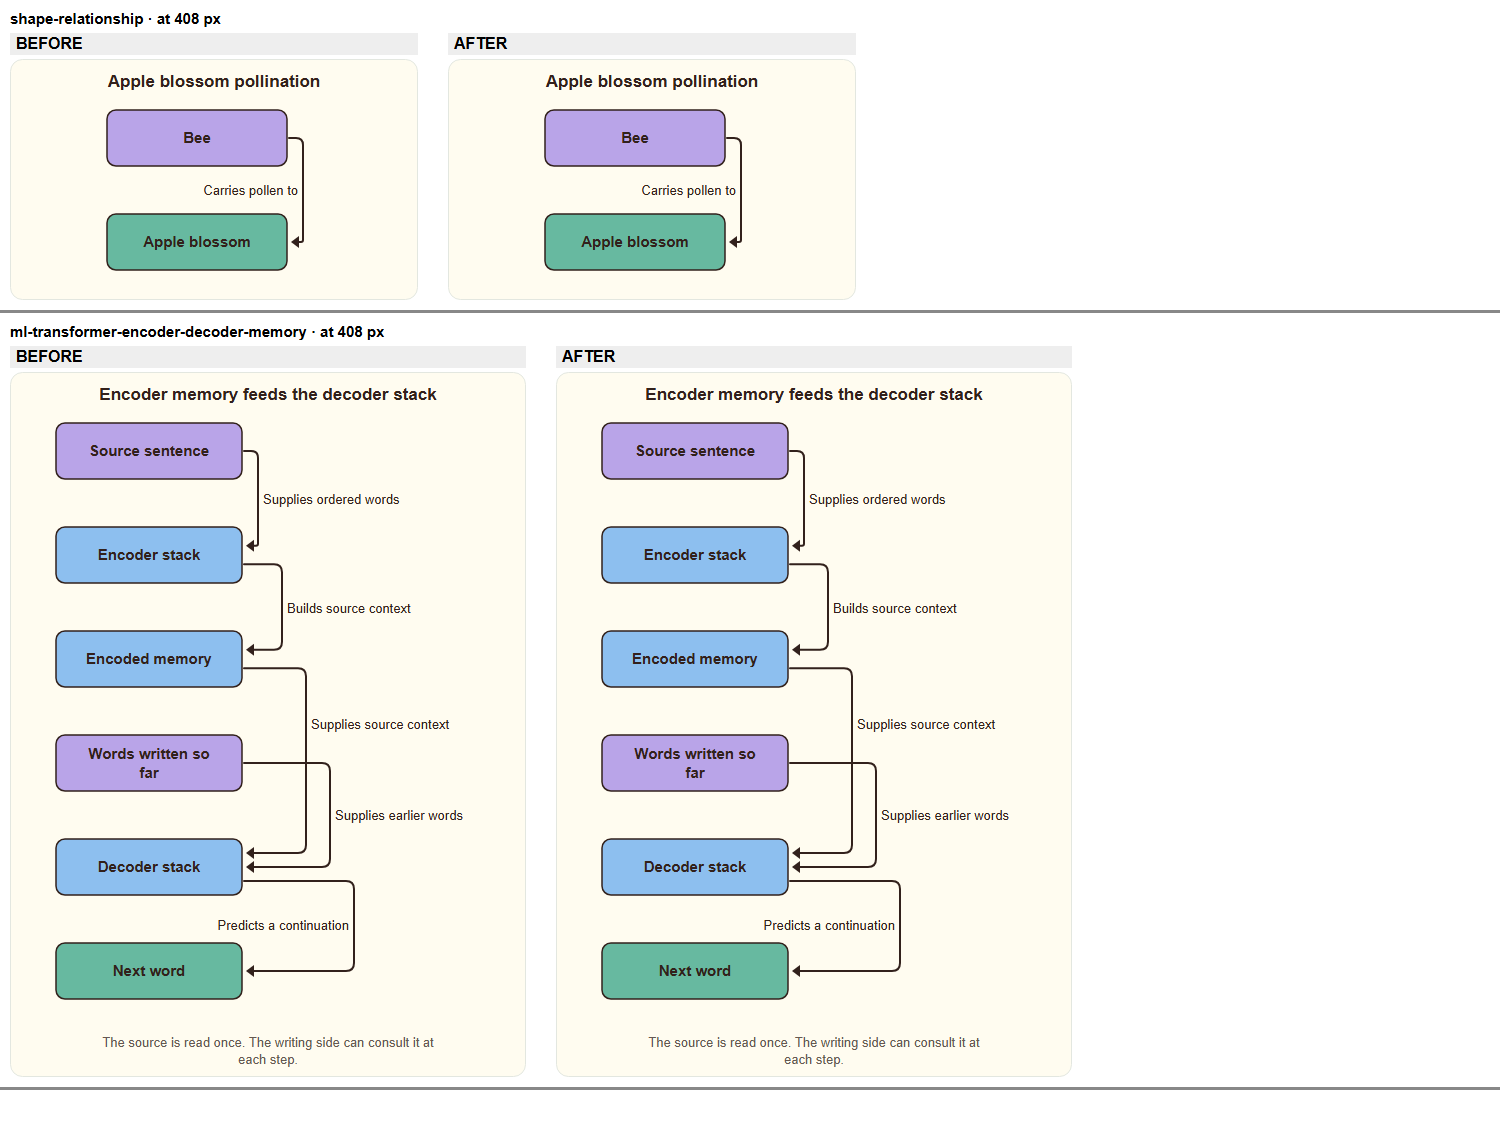 shape-relationship · at 408 px
BEFORE
AFTER
Apple blossom pollination
Bee
Carries pollen to
Apple blossom
Apple blossom pollination
Bee
Carries pollen to
Apple blossom
ml-transformer-encoder-decoder-memory · at 408 px
BEFORE
AFTER
Encoder memory feeds the decoder stack
Source sentence
Supplies ordered words
Encoder stack
Builds source context
Encoded memory
Supplies source context
Words written so
far
Supplies earlier words
Decoder stack
Predicts a continuation
Next word
The source is read once. The writing side can consult it at
each step.
Encoder memory feeds the decoder stack
Source sentence
Supplies ordered words
Encoder stack
Builds source context
Encoded memory
Supplies source context
Words written so
far
Supplies earlier words
Decoder stack
Predicts a continuation
Next word
The source is read once. The writing side can consult it at
each step.